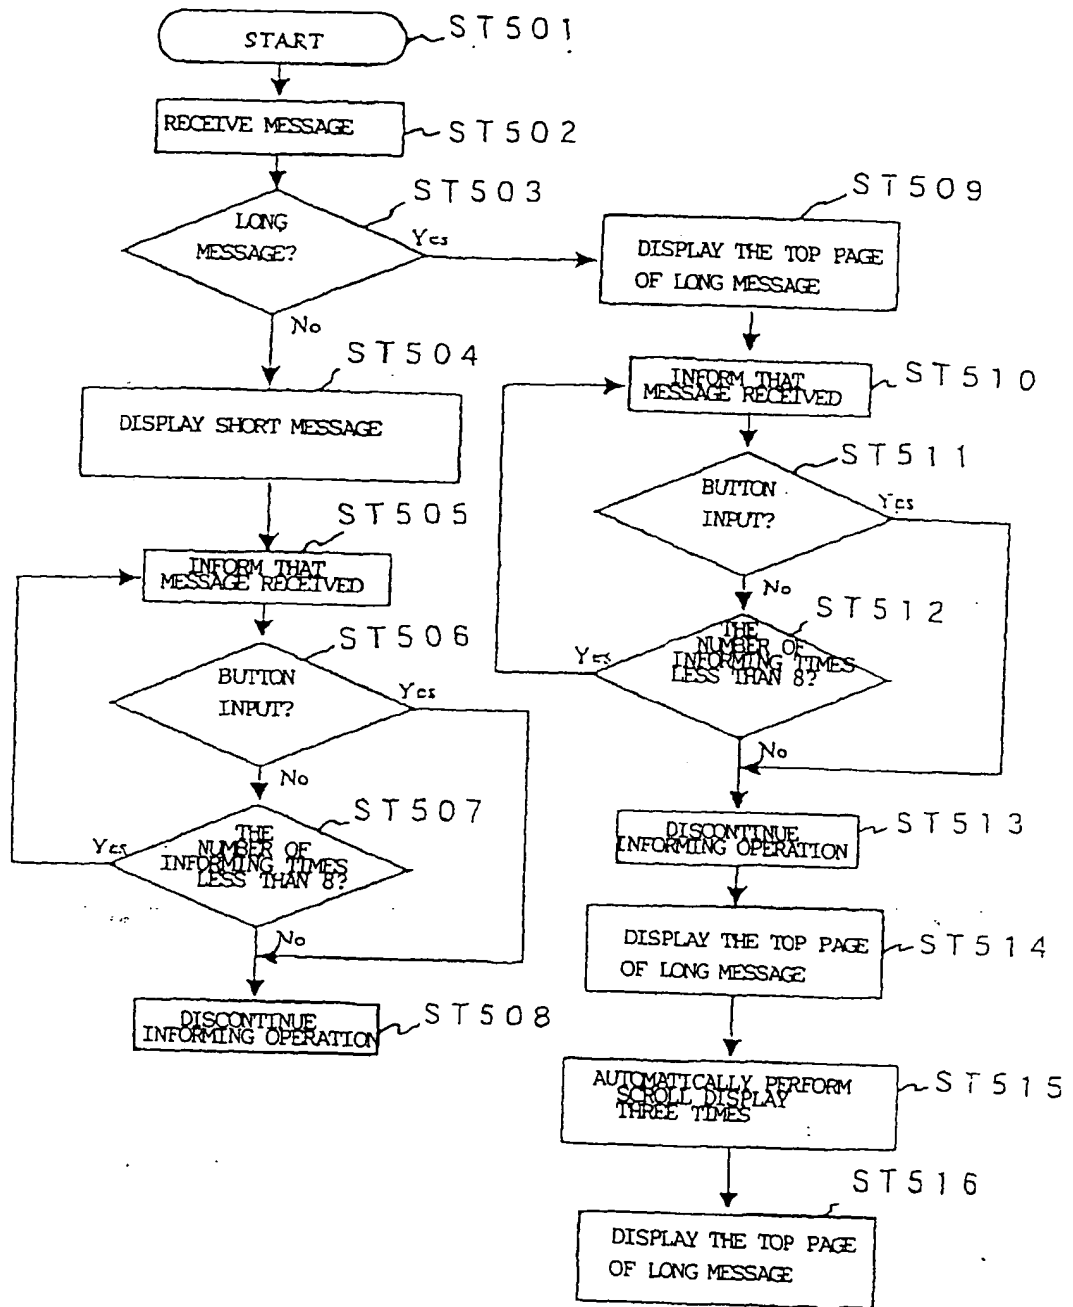 START
ST501
RECEIVE MESSAGE
ST502
LONG
MESSAGE?
ST503
Yes
No
DISPLAY SHORT MESSAGE
ST504
INFORM THAT
MESSAGE RECEIVED
ST505
BUTTON
INPUT?
ST506
Yes
No
THE
NUMBER OF
INFORMING TIMES
LESS THAN 8?
ST507
Yes
No
DISCONTINUE
INFORMING OPERATION
ST508
DISPLAY THE TOP PAGE
OF LONG MESSAGE
ST509
INFORM THAT
MESSAGE RECEIVED
ST510
BUTTON
INPUT?
ST511
Yes
No
THE
NUMBER OF
INFORMING TIMES
LESS THAN 8?
ST512
Yes
No
DISCONTINUE
INFORMING OPERATION
ST513
DISPLAY THE TOP PAGE
OF LONG MESSAGE
ST514
AUTOMATICALLY PERFORM
SCROLL DISPLAY
THREE TIMES
ST515
DISPLAY THE TOP PAGE
OF LONG MESSAGE
ST516